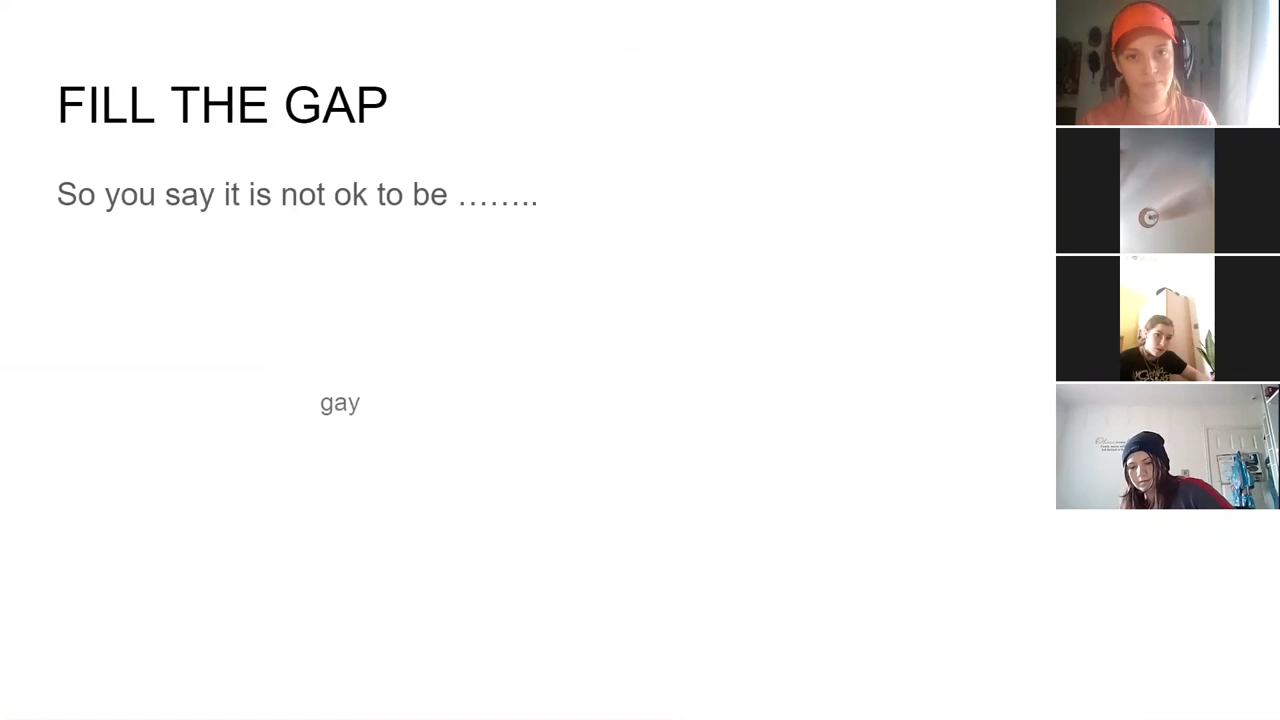 FILL THE GAP
So you say it is not ok to be ……..
gay